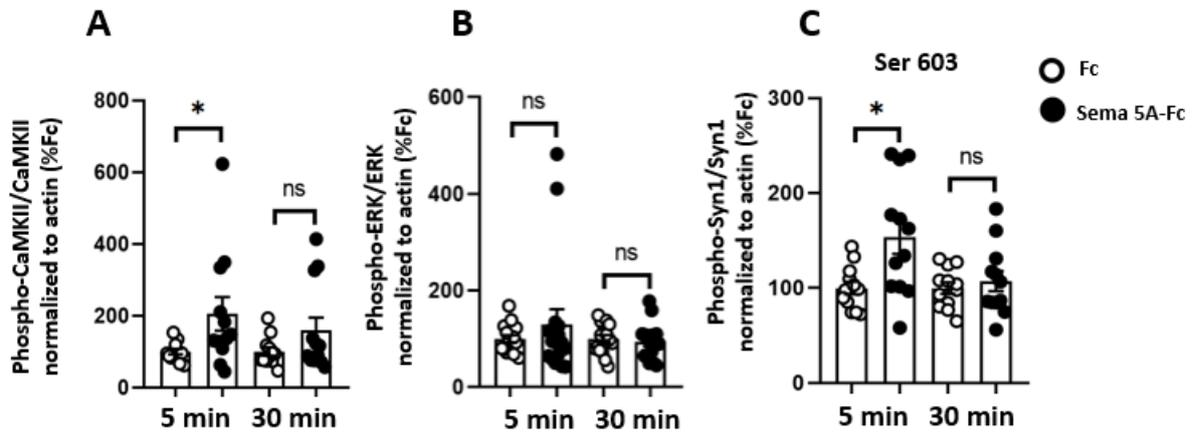 A
Phospho-CaMKII/CaMKII
normalized to actin (%Fc)
800
600
400
200
0
*
ns
5 min
30 min
B
Phospho-ERK/ERK
normalized to actin (%Fc)
600
400
200
0
ns
ns
5 min
30 min
C
Ser 603
Phospho-Syn1/Syn1
normalized to actin (%Fc)
300
200
100
0
*
ns
5 min
30 min
Fc
Sema 5A-Fc